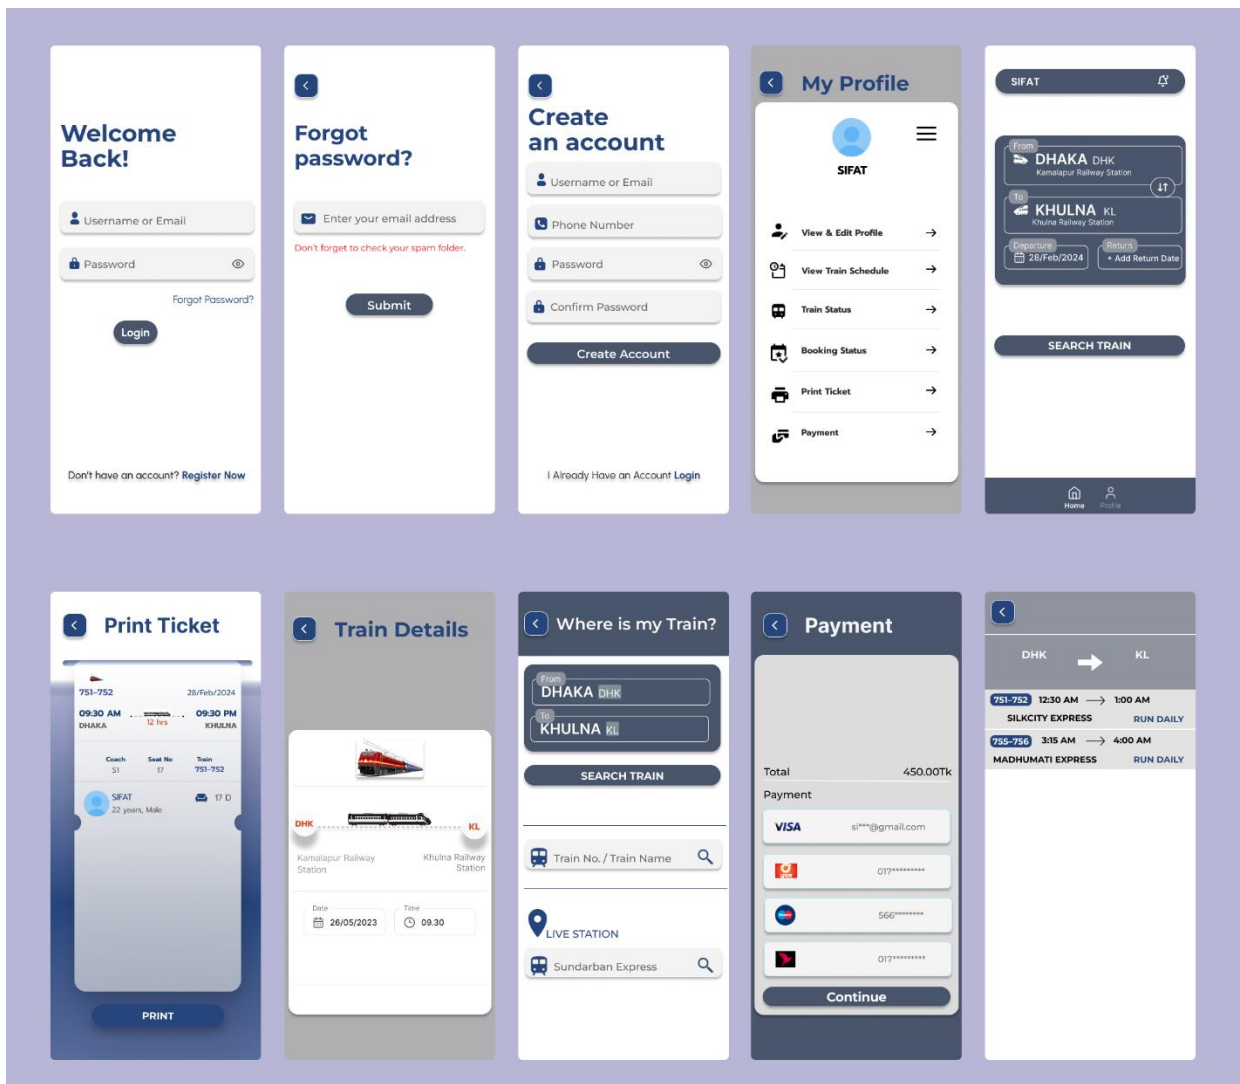 Welcome
Back!
Username or Email
Password
Forgot Password?
Login
Don't have an account? Register Now
Forgot
password?
Enter your email address
Don't forget to check your spam folder.
Submit
Create
an account
Username or Email
Phone Number
Password
Confirm Password
Create Account
I Already Have an Account Login
My Profile
SIFAT
View & Edit Profile
View Train Schedule
Train Status
Booking Status
Print Ticket
Payment
SIFAT
From
DHAKA DHK
Kamalapur Railway Station
To
KHULNA KL
Khulna Railway Station
Departure
28/Feb/2024
Return
+ Add Return Date
SEARCH TRAIN
Home Profile
Print Ticket
751-752 28/Feb/2024
09:30 AM 12 hrs 09:30 PM
DHAKA KHULNA
Coach Seat No Train
S1 17 751-752
SIFAT 17 D
22 years, Male
PRINT
Train Details
DHK KL
Kamalapur Railway
Station
Khulna Railway
Station
Date Time
26/05/2023 09.30
Where is my Train?
From
DHAKA DHK
To
KHULNA KL
SEARCH TRAIN
Train No. / Train Name
LIVE STATION
Sundarban Express
Payment
Total 450.00Tk
Payment
VISA si***@gmail.com
017*********
566********
017*********
Continue
DHK KL
751-752 12:30 AM 1:00 AM
SILKCITY EXPRESS RUN DAILY
755-756 3:15 AM 4:00 AM
MADHUMATI EXPRESS RUN DAILY